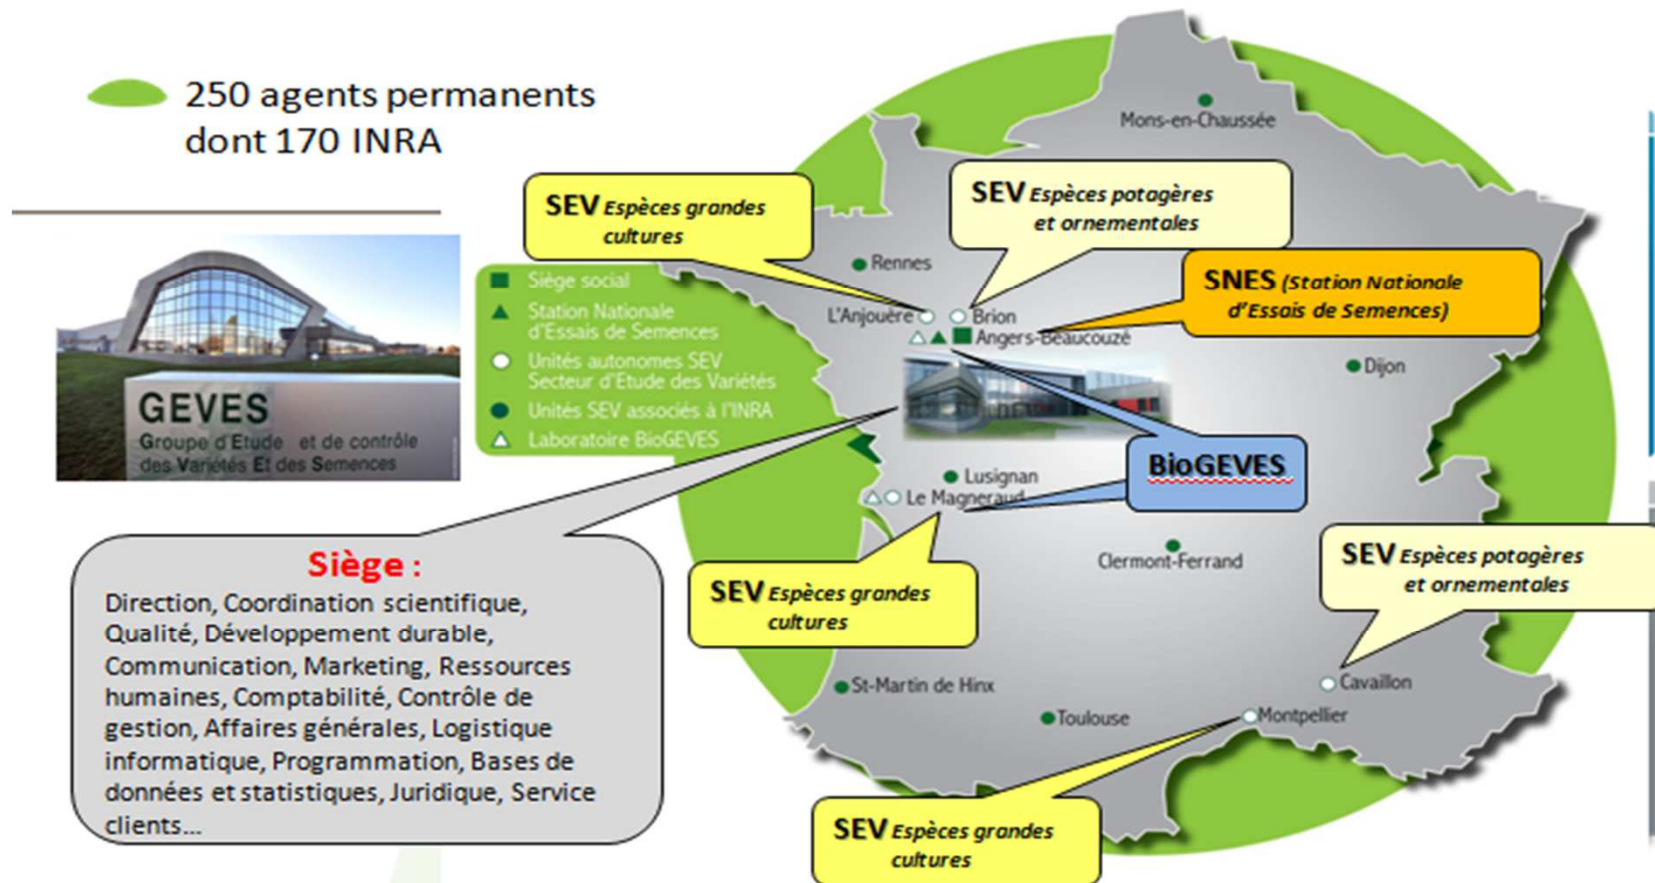 250 agents permanents
dont 170 INRA
Mons-en-Chaussée
SEV Espèces grandes
cultures
SEV Espèces potagères
et ornementales
Rennes
SNES (Station Nationale
d'Essais de Semences)
Siège social
Station Nationale
d'Essais de Semences
Unités autonomes SEV
Secteur d'Etude des Variétés
Unités SEV associés à l'INRA
Laboratoire BioGEVES
L'Anjouère
Brion
Angers-Beaucouzé
Dijon
GEVES
Groupe d'Etude et de contrôle
des Variétés Et des Semences
BioGEVES
Lusignan
Le Magneraud
Clermont-Ferrand
SEV Espèces potagères
et ornementales
Siège :
Direction, Coordination scientifique,
Qualité, Développement durable,
Communication, Marketing, Ressources
humaines, Comptabilité, Contrôle de
gestion, Affaires générales, Logistique
informatique, Programmation, Bases de
données et statistiques, Juridique, Service
clients...
SEV Espèces grandes
cultures
St-Martin de Hinx
Cavaillon
Toulouse
Montpellier
SEV Espèces grandes
cultures